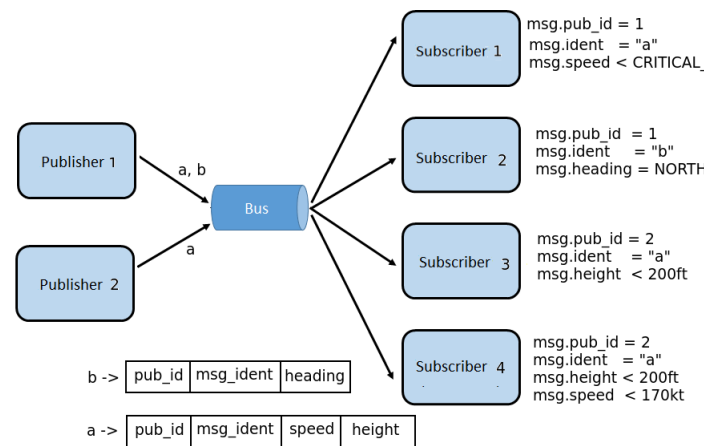 Publisher 1
Publisher 2
a, b
a
Bus
Subscriber 1
msg.pub_id = 1
msg.ident = "a"
msg.speed < CRITICAL_
Subscriber 2
msg.pub_id = 1
msg.ident = "b"
msg.heading = NORTH
Subscriber 3
msg.pub_id = 2
msg.ident = "a"
msg.height < 200ft
Subscriber 4
msg.pub_id = 2
msg.ident = "a"
msg.height < 200ft
msg.speed < 170kt
b -> pub_id msg_ident heading
a -> pub_id msg_ident speed height